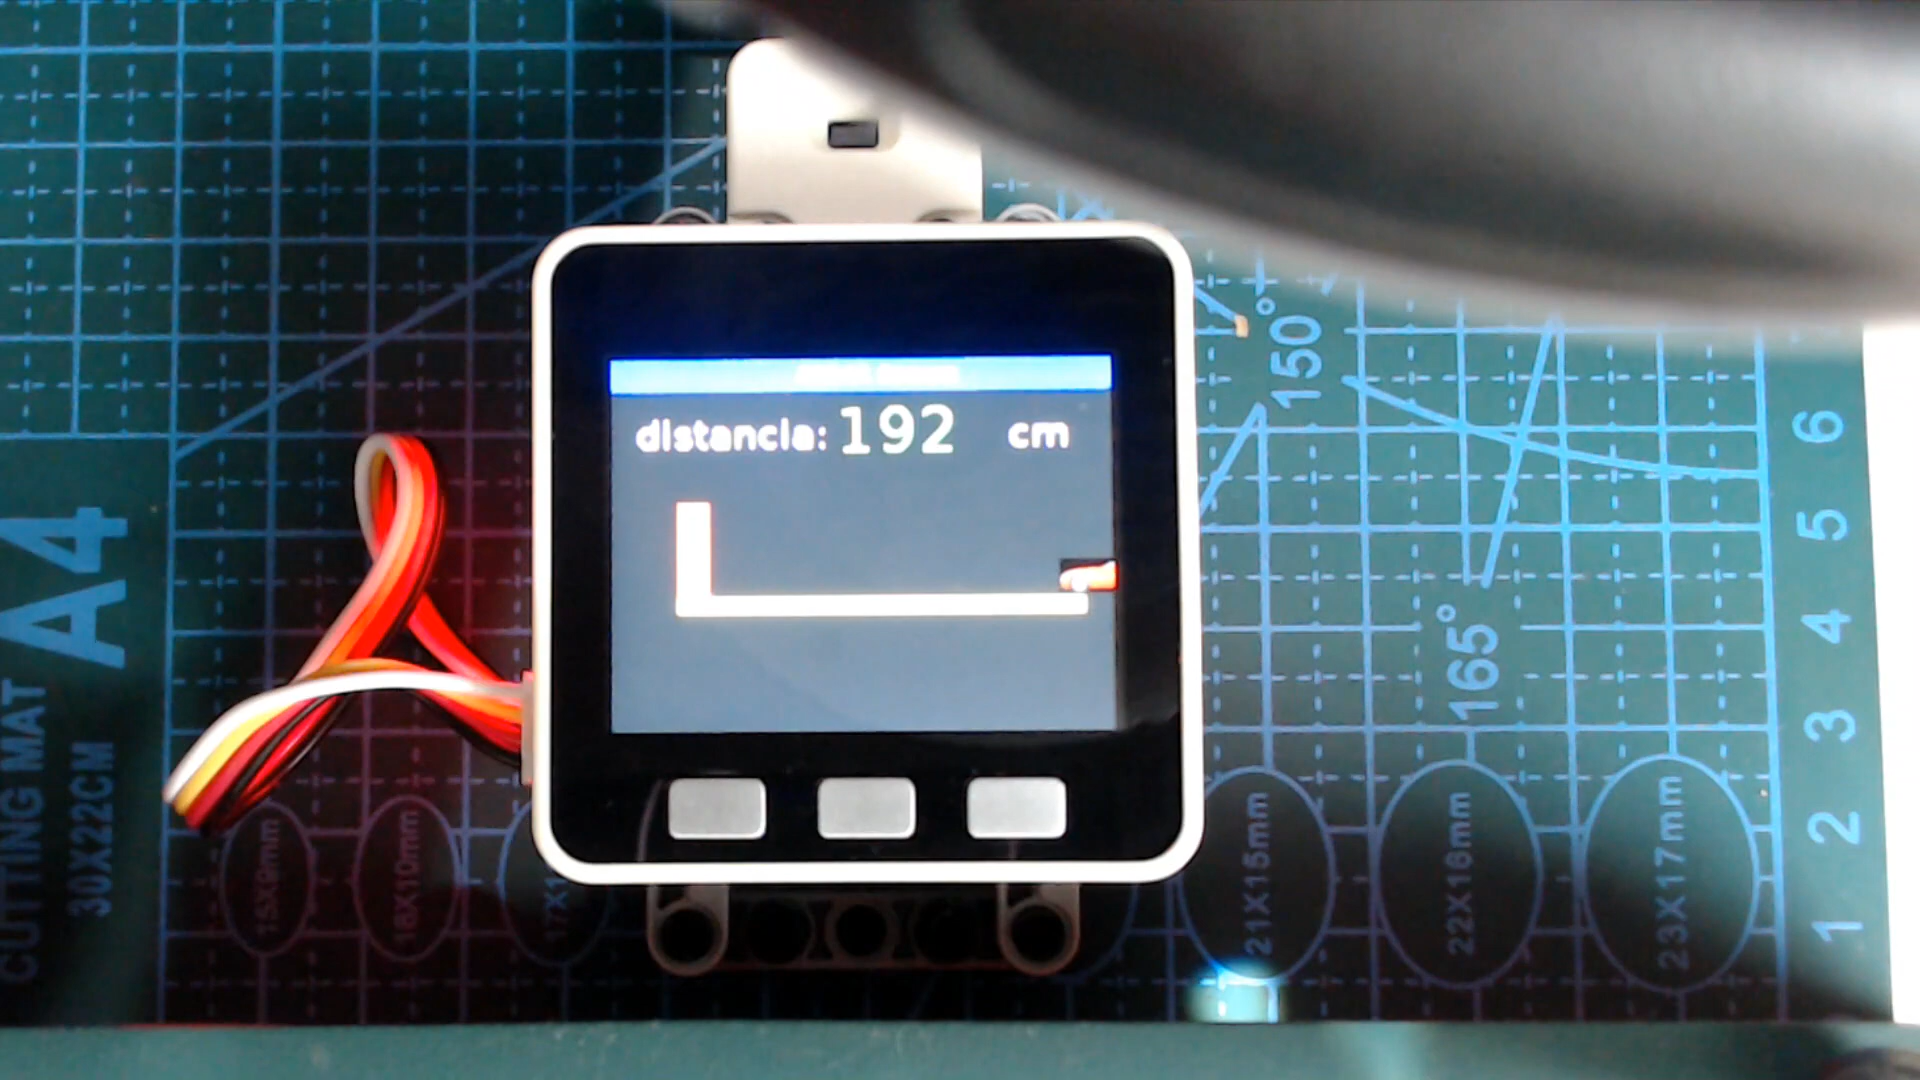 distancia: 192 cm
A4
CUTTING MAT
30X22CM
150°
165°
6
5
4
3
2
1
15X9mm
16X10mm
21X15mm
22X16mm
23X17mm